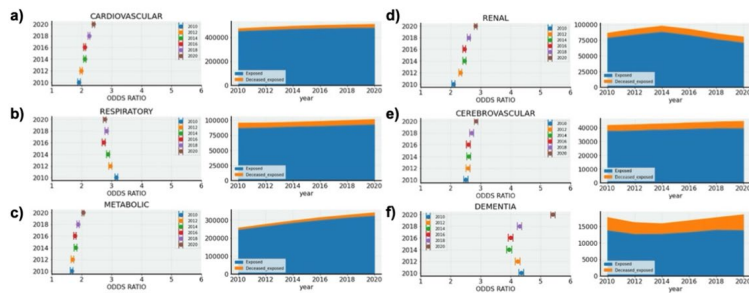 a)
CARDIOVASCULAR
2020
2018
2016
2014
2012
2010
2010
2012
2014
2016
2018
2020
1 2 3 4 5 6
ODDS RATIO
400000
200000
0
Exposed
Deceased_exposed
2010 2012 2014 2016 2018 2020
year
b)
RESPIRATORY
2020
2018
2016
2014
2012
2010
2010
2012
2014
2016
2018
2020
1 2 3 4 5 6
ODDS RATIO
100000
75000
50000
25000
0
Exposed
Deceased_exposed
2010 2012 2014 2016 2018 2020
year
c)
METABOLIC
2020
2018
2016
2014
2012
2010
2010
2012
2014
2016
2018
2020
1 2 3 4 5 6
ODDS RATIO
300000
200000
100000
0
Exposed
Deceased_exposed
2010 2012 2014 2016 2018 2020
year
d)
RENAL
2020
2018
2016
2014
2012
2010
2010
2012
2014
2016
2018
2020
1 2 3 4 5 6
ODDS RATIO
100000
75000
50000
25000
0
Exposed
Deceased_exposed
2010 2012 2014 2016 2018 2020
year
e)
CEREBROVASCULAR
2020
2018
2016
2014
2012
2010
2010
2012
2014
2016
2018
2020
1 2 3 4 5 6
ODDS RATIO
40000
30000
20000
10000
0
Exposed
Deceased_exposed
2010 2012 2014 2016 2018 2020
year
f)
DEMENTIA
2020
2018
2016
2014
2012
2010
2010
2012
2014
2016
2018
2020
1 2 3 4 5 6
ODDS RATIO
15000
10000
5000
0
Exposed
Deceased_exposed
2010 2012 2014 2016 2018 2020
year